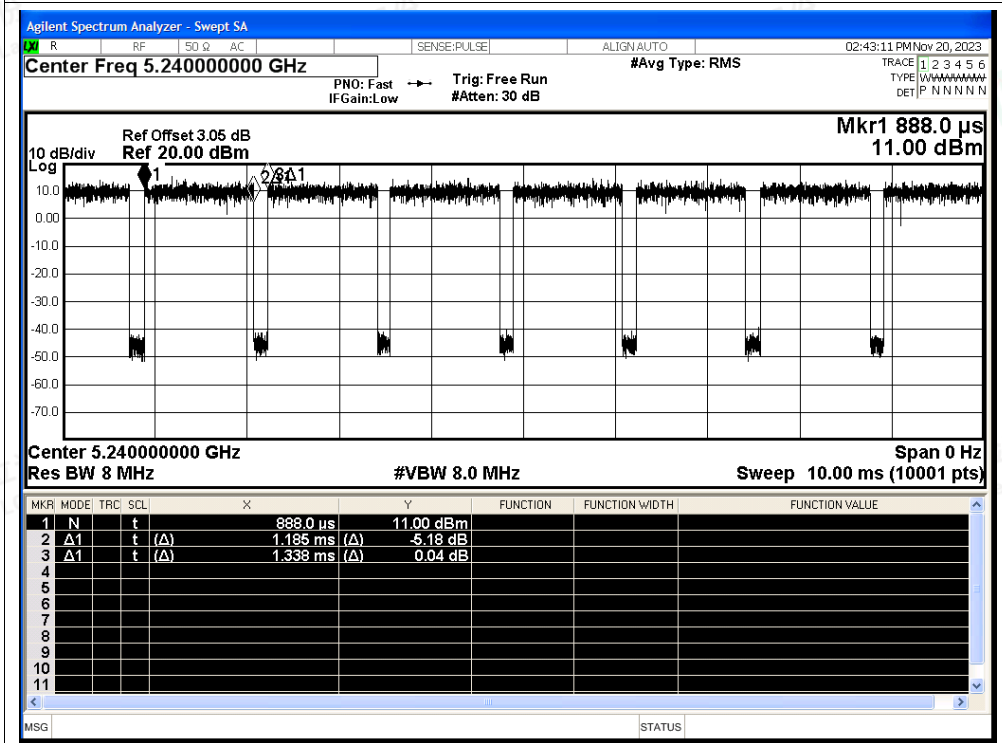 Agilent Spectrum Analyzer - Swept SA
LXI R RF 50 Ω AC SENSE:PULSE ALIGN AUTO 02:43:11 PM Nov 20, 2023
Center Freq 5.240000000 GHz #Avg Type: RMS TRACE 1 2 3 4 5 6
PNO: Fast Trig: Free Run TYPE W
IFGain:Low #Atten: 30 dB DET P N N N N N
Mkr1 888.0 µs
Ref Offset 3.05 dB
10 dB/div Ref 20.00 dBm 11.00 dBm
Log
1 2Δ1 3Δ1
10.0
0.00
-10.0
-20.0
-30.0
-40.0
-50.0
-60.0
-70.0
Center 5.240000000 GHz Span 0 Hz
Res BW 8 MHz #VBW 8.0 MHz Sweep 10.00 ms (10001 pts)
MKR MODE TRC SCL X Y FUNCTION FUNCTION WIDTH FUNCTION VALUE
1 N t 888.0 µs 11.00 dBm
2 Δ1 t (Δ) 1.185 ms (Δ) -5.18 dB
3 Δ1 t (Δ) 1.338 ms (Δ) 0.04 dB
4
5
6
7
8
9
10
11
MSG STATUS